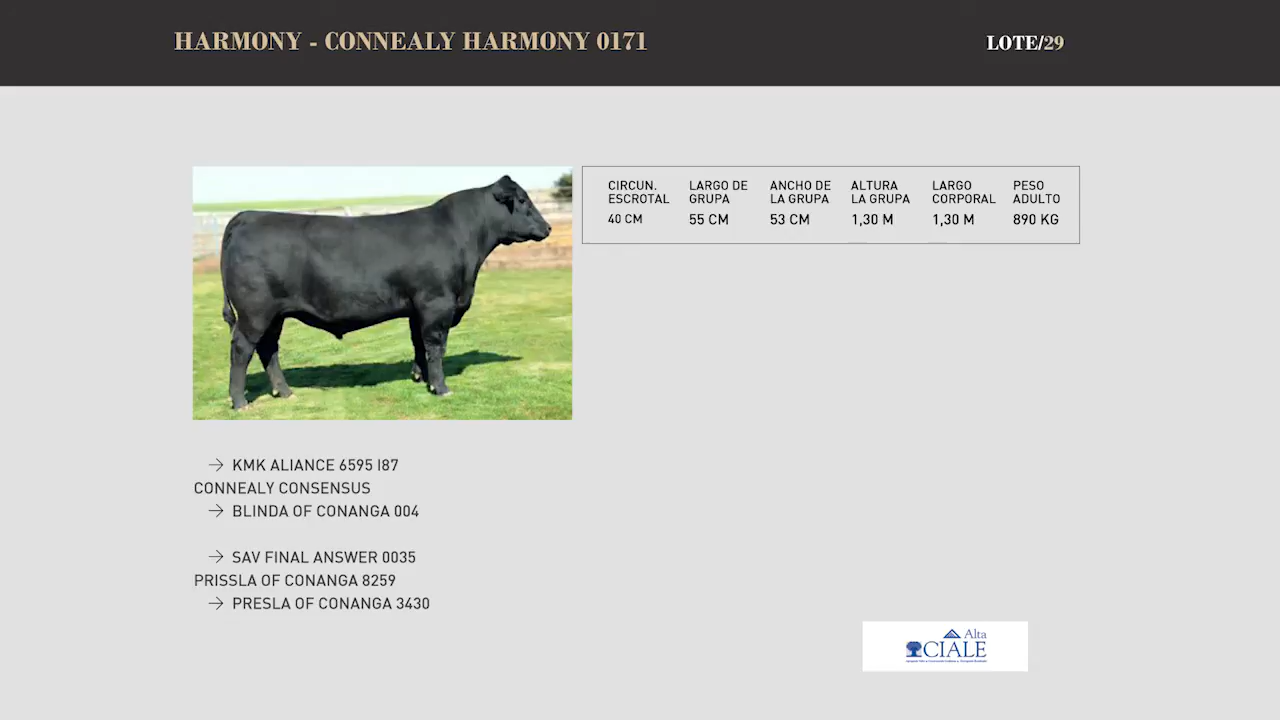 HARMONY - CONNEALY HARMONY 0171
LOTE/29
CIRCUN. ESCROTAL
40 CM
LARGO DE GRUPA
55 CM
ANCHO DE LA GRUPA
53 CM
ALTURA LA GRUPA
1,30 M
LARGO CORPORAL
1,30 M
PESO ADULTO
890 KG
KMK ALIANCE 6595 I87
CONNEALY CONSENSUS
BLINDA OF CONANGA 004
SAV FINAL ANSWER 0035
PRISSLA OF CONANGA 8259
PRESLA OF CONANGA 3430
Alta
CIALE